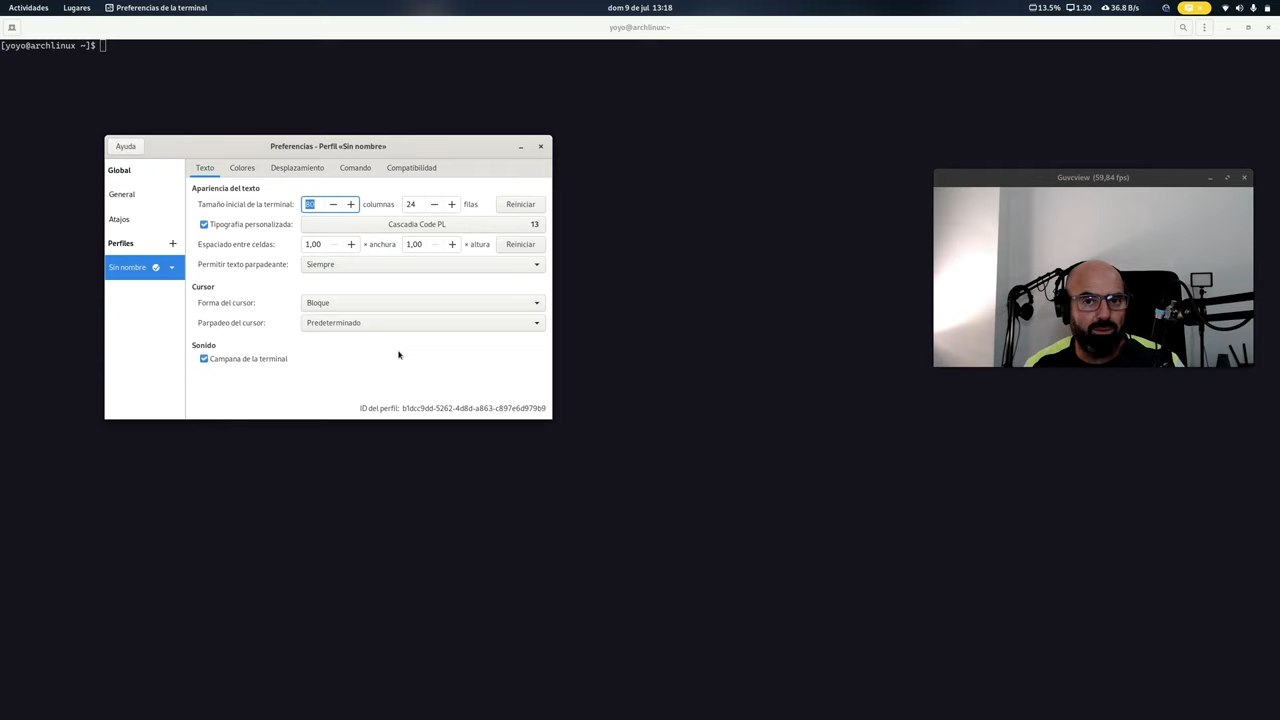 Actividades Lugares Preferencias de la terminal dom 9 de jul 13:18 13.5% 1.30 36.8 B/s
yoyo@archlinux:~
[yoyo@archlinux ~]$
Ayuda Preferencias - Perfil «Sin nombre»
Global
General
Atajos
Perfiles
Sin nombre
Texto Colores Desplazamiento Comando Compatibilidad
Apariencia del texto
Tamaño inicial de la terminal: 80 columnas 24 filas Reiniciar
Tipografía personalizada: Cascadia Code PL 13
Espaciado entre celdas: 1,00 × anchura 1,00 × altura Reiniciar
Permitir texto parpadeante: Siempre
Cursor
Forma del cursor: Bloque
Parpadeo del cursor: Predeterminado
Sonido
Campana de la terminal
ID del perfil: b1dcc9dd-5262-4d8d-a863-c897e6d979b9
Guvcview (59,84 fps)